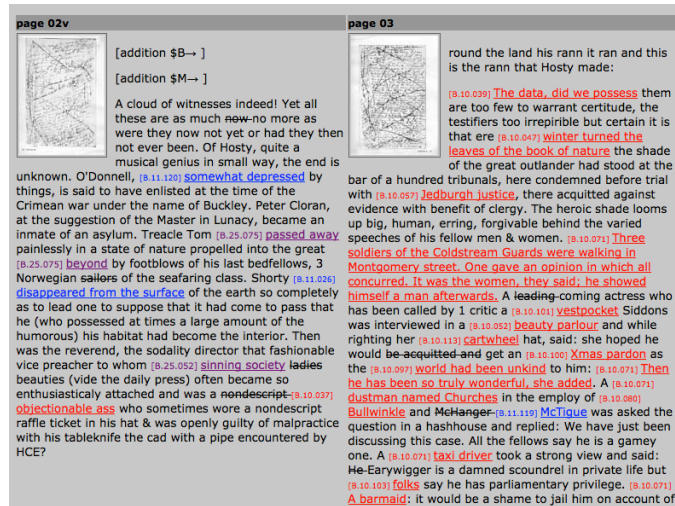 page 02v
[addition $B→ ]
[addition $M→ ]
A cloud of witnesses indeed! Yet all
these are as much now no more as
were they now not yet or had they then
not ever been. Of Hosty, quite a
musical genius in small way, the end is
unknown. O'Donnell, [B.11.120] somewhat depressed by
things, is said to have enlisted at the time of the
Crimean war under the name of Buckley. Peter Cloran,
at the suggestion of the Master in Lunacy, became an
inmate of an asylum. Treacle Tom [B.25.075] passed away
painlessly in a state of nature propelled into the great
[B.25.075] beyond by footblows of his last bedfellows, 3
Norwegian sailors of the seafaring class. Shorty [B.11.026]
disappeared from the surface of the earth so completely
as to lead one to suppose that it had come to pass that
he (who possessed at times a large amount of the
humorous) his habitat had become the interior. Then
was the reverend, the sodality director that fashionable
vice preacher to whom [B.25.052] sinning society ladies
beauties (vide the daily press) often became so
enthusiasticaly attached and was a nondescript [B.10.037]
objectionable ass who sometimes wore a nondescript
raffle ticket in his hat & was openly guilty of malpractice
with his tableknife the cad with a pipe encountered by
HCE?
page 03
round the land his rann it ran and this
is the rann that Hosty made:
[B.10.039] The data, did we possess them
are too few to warrant certitude, the
testifiers too irrepirible but certain it is
that ere [B.10.047] winter turned the
leaves of the book of nature the shade
of the great outlander had stood at the
bar of a hundred tribunals, here condemned before trial
with [B.10.057] Jedburgh justice, there acquitted against
evidence with benefit of clergy. The heroic shade looms
up big, human, erring, forgivable behind the varied
speeches of his fellow men & women. [B.10.071] Three
soldiers of the Coldstream Guards were walking in
Montgomery street. One gave an opinion in which all
concurred. It was the women, they said; he showed
himself a man afterwards. A leading coming actress who
has been called by 1 critic a [B.10.101] vestpocket Siddons
was interviewed in a [B.10.052] beauty parlour and while
righting her [B.10.113] cartwheel hat, said: she hoped he
would be acquitted and get an [B.10.100] Xmas pardon as
the [B.10.097] world had been unkind to him: [B.10.071] Then
he has been so truly wonderful, she added. A [B.10.071]
dustman named Churches in the employ of [B.10.080]
Bullwinkle and McHanger [B.11.119] McTigue was asked the
question in a hashhouse and replied: We have just been
discussing this case. All the fellows say he is a gamey
one. A [B.10.071] taxi driver took a strong view and said:
He Earywigger is a damned scoundrel in private life but
[B.10.103] folks say he has parliamentary privilege. [B.10.071]
A barmaid: it would be a shame to jail him on account of